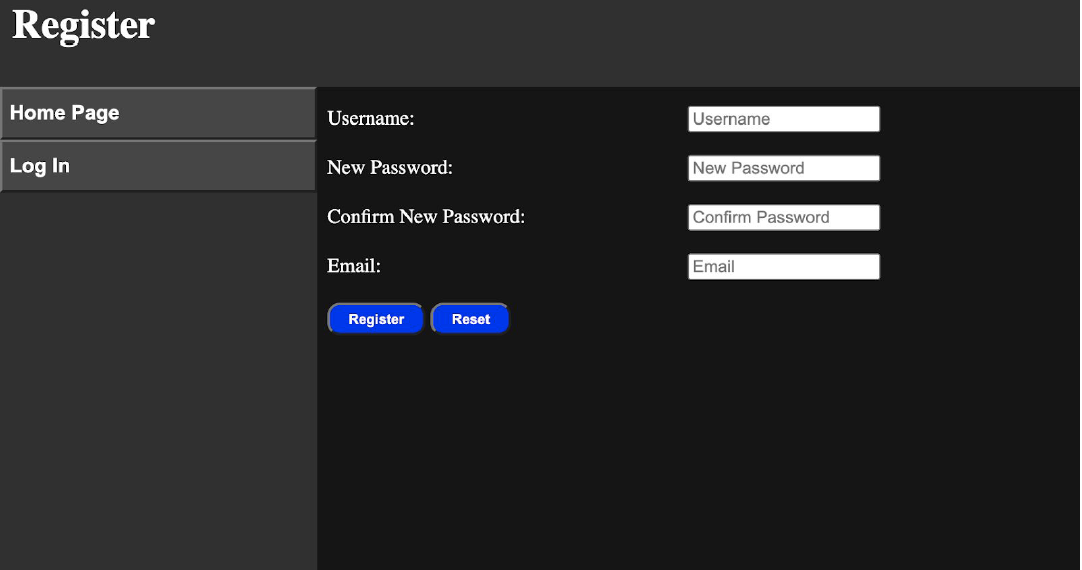 Register
Home Page
Log In
Username: Username
New Password: New Password
Confirm New Password: Confirm Password
Email: Email
Register Reset